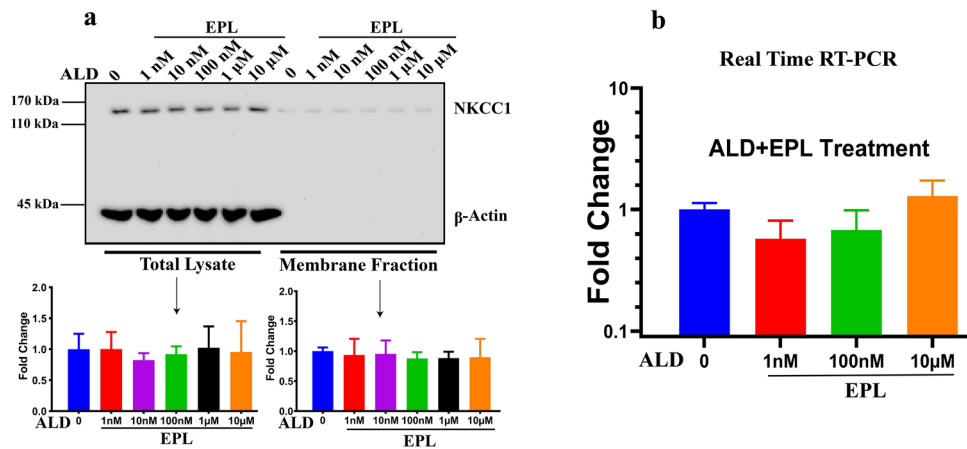 a
EPL EPL
ALD 0 1 nM 10 nM 100 nM 1 µM 10 µM 0 1 nM 10 nM 100 nM 1 µM 10 µM
170 kDa
NKCC1
110 kDa
45 kDa
β-Actin
Total Lysate Membrane Fraction
2.0
1.5
1.0
0.5
0.0
Fold Change
ALD 0 1nM 10nM 100nM 1µM 10µM
EPL
2.0
1.5
1.0
0.5
0.0
Fold Change
ALD 0 1nM 10nM 100nM 1µM 10µM
EPL
b
Real Time RT-PCR
10
ALD+EPL Treatment
1
0.1
Fold Change
ALD 0 1nM 100nM 10µM
EPL